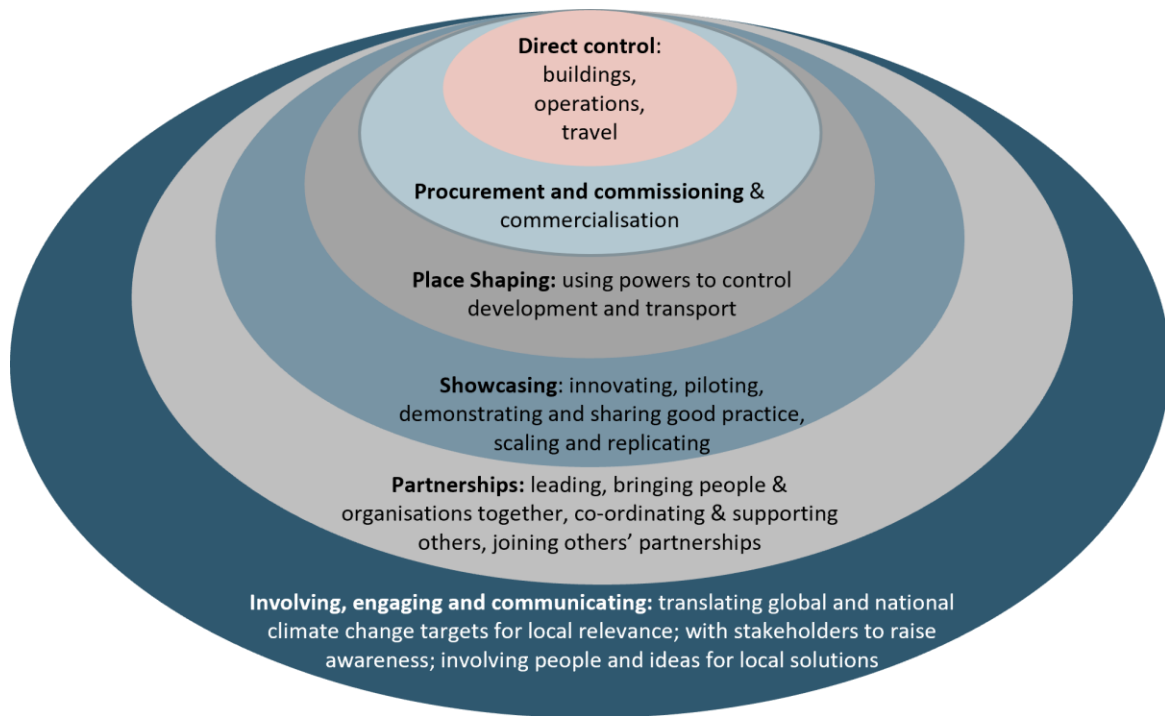 Direct control:
buildings,
operations,
travel
Procurement and commissioning &
commercialisation
Place Shaping: using powers to control
development and transport
Showcasing: innovating, piloting,
demonstrating and sharing good practice,
scaling and replicating
Partnerships: leading, bringing people &
organisations together, co-ordinating & supporting
others, joining others’ partnerships
Involving, engaging and communicating: translating global and national
climate change targets for local relevance; with stakeholders to raise
awareness; involving people and ideas for local solutions